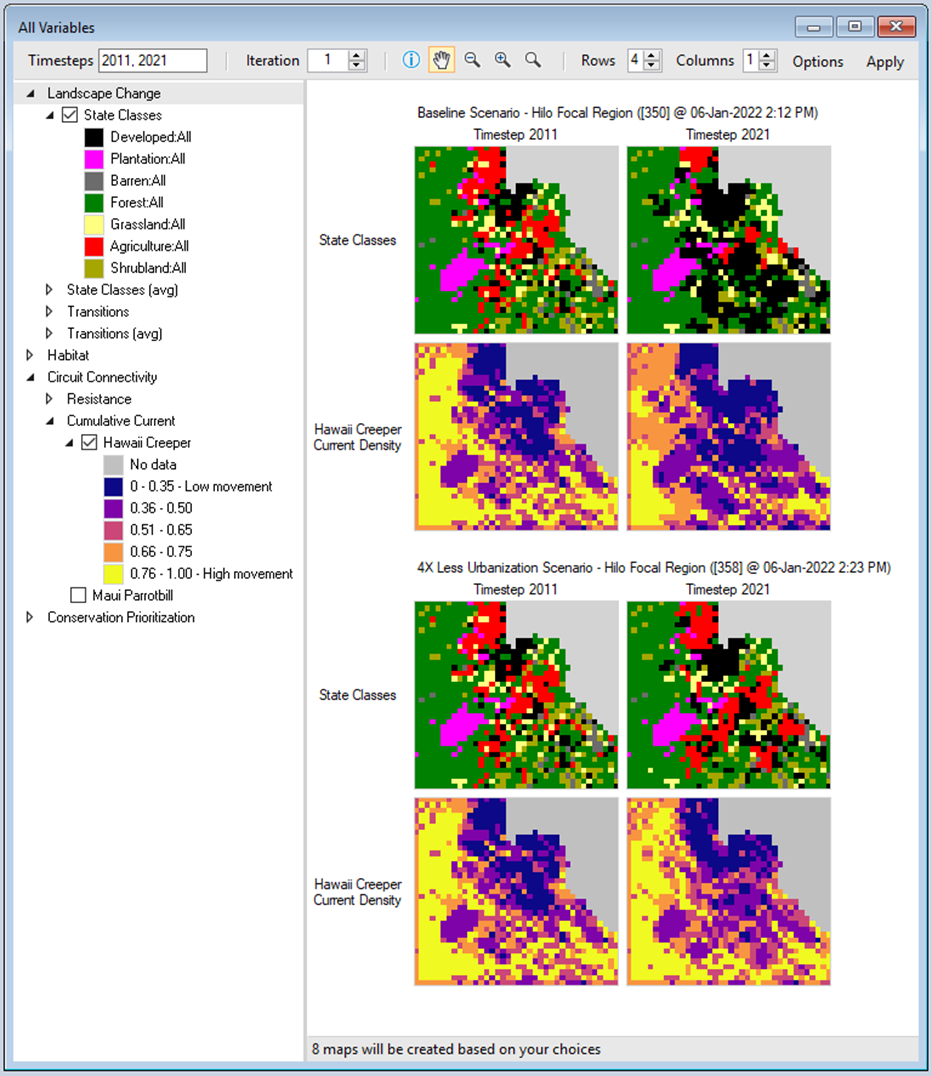 All Variables
Timesteps 2011, 2021 Iteration 1 Rows 4 Columns 1 Options Apply
Landscape Change
State Classes
Developed:All
Plantation:All
Barren:All
Forest:All
Grassland:All
Agriculture:All
Shrubland:All
State Classes (avg)
Transitions
Transitions (avg)
Habitat
Circuit Connectivity
Resistance
Cumulative Current
Hawaii Creeper
No data
0 - 0.35 - Low movement
0.36 - 0.50
0.51 - 0.65
0.66 - 0.75
0.76 - 1.00 - High movement
Maui Parrotbill
Conservation Prioritization
Baseline Scenario - Hilo Focal Region ([350] @ 06-Jan-2022 2:12 PM)
Timestep 2011 Timestep 2021
State Classes
Hawaii Creeper
Current Density
4X Less Urbanization Scenario - Hilo Focal Region ([358] @ 06-Jan-2022 2:23 PM)
Timestep 2011 Timestep 2021
State Classes
Hawaii Creeper
Current Density
8 maps will be created based on your choices